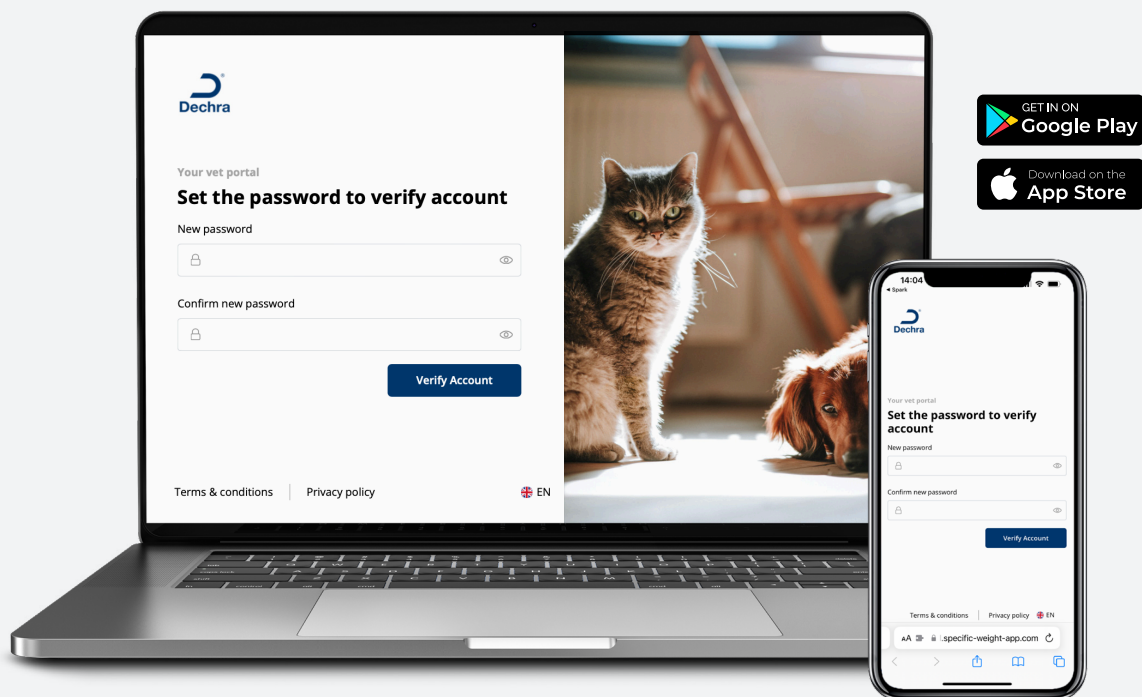 Dechra
Your vet portal
Set the password to verify account
New password
Confirm new password
Verify Account
Terms & conditions
Privacy policy
EN
GET IN ON
Google Play
Download on the
App Store
14:04
Spark
Dechra
Your vet portal
Set the password to verify
account
New password
Confirm new password
Verify Account
Terms & conditions
Privacy policy
EN
AA
.specific-weight-app.com